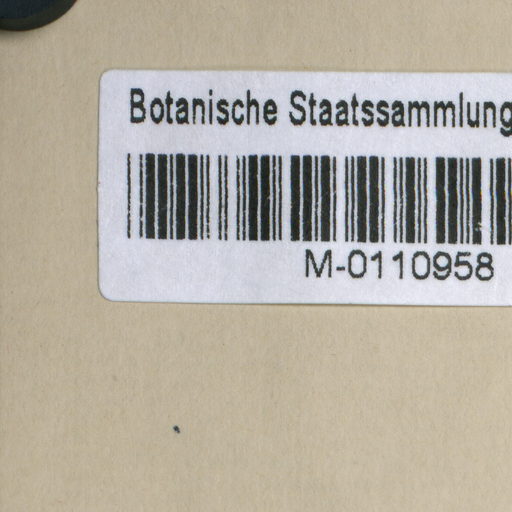 Botanische Staatssammlung
M-0110958